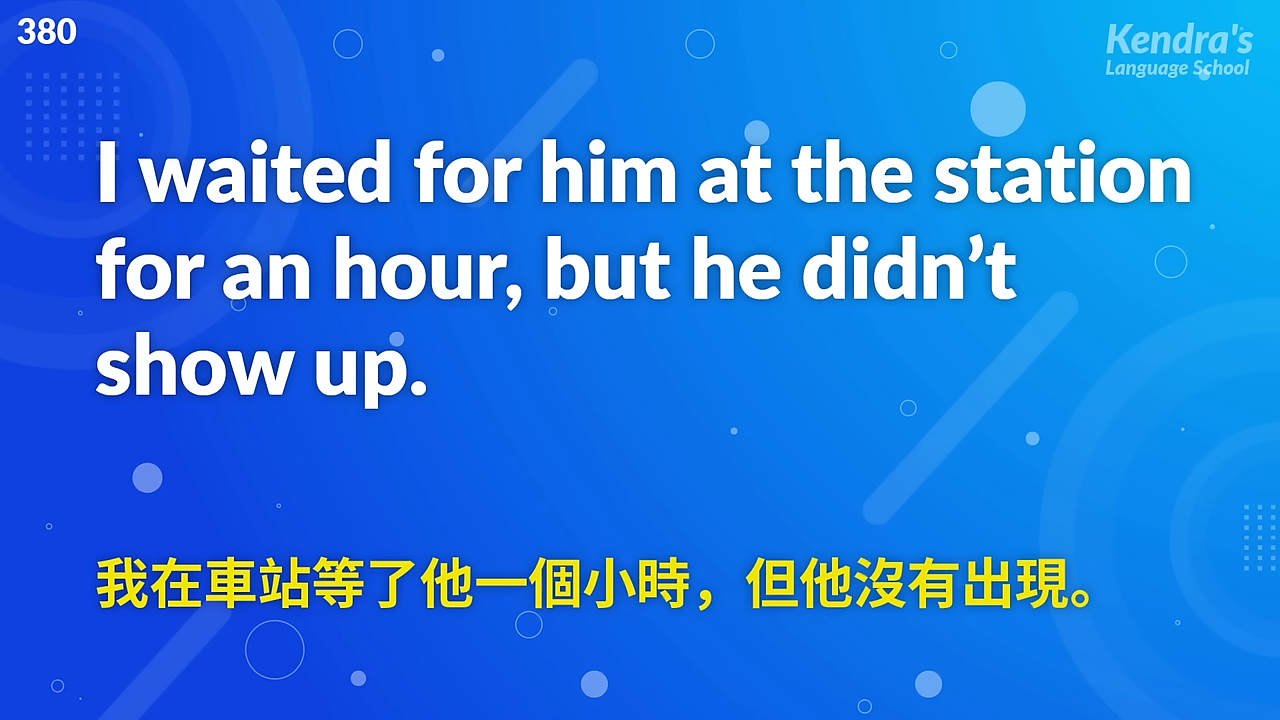 380
Kendra's
Language School
I waited for him at the station
for an hour, but he didn’t
show up.
我在車站等了他一個小時，但他沒有出現。